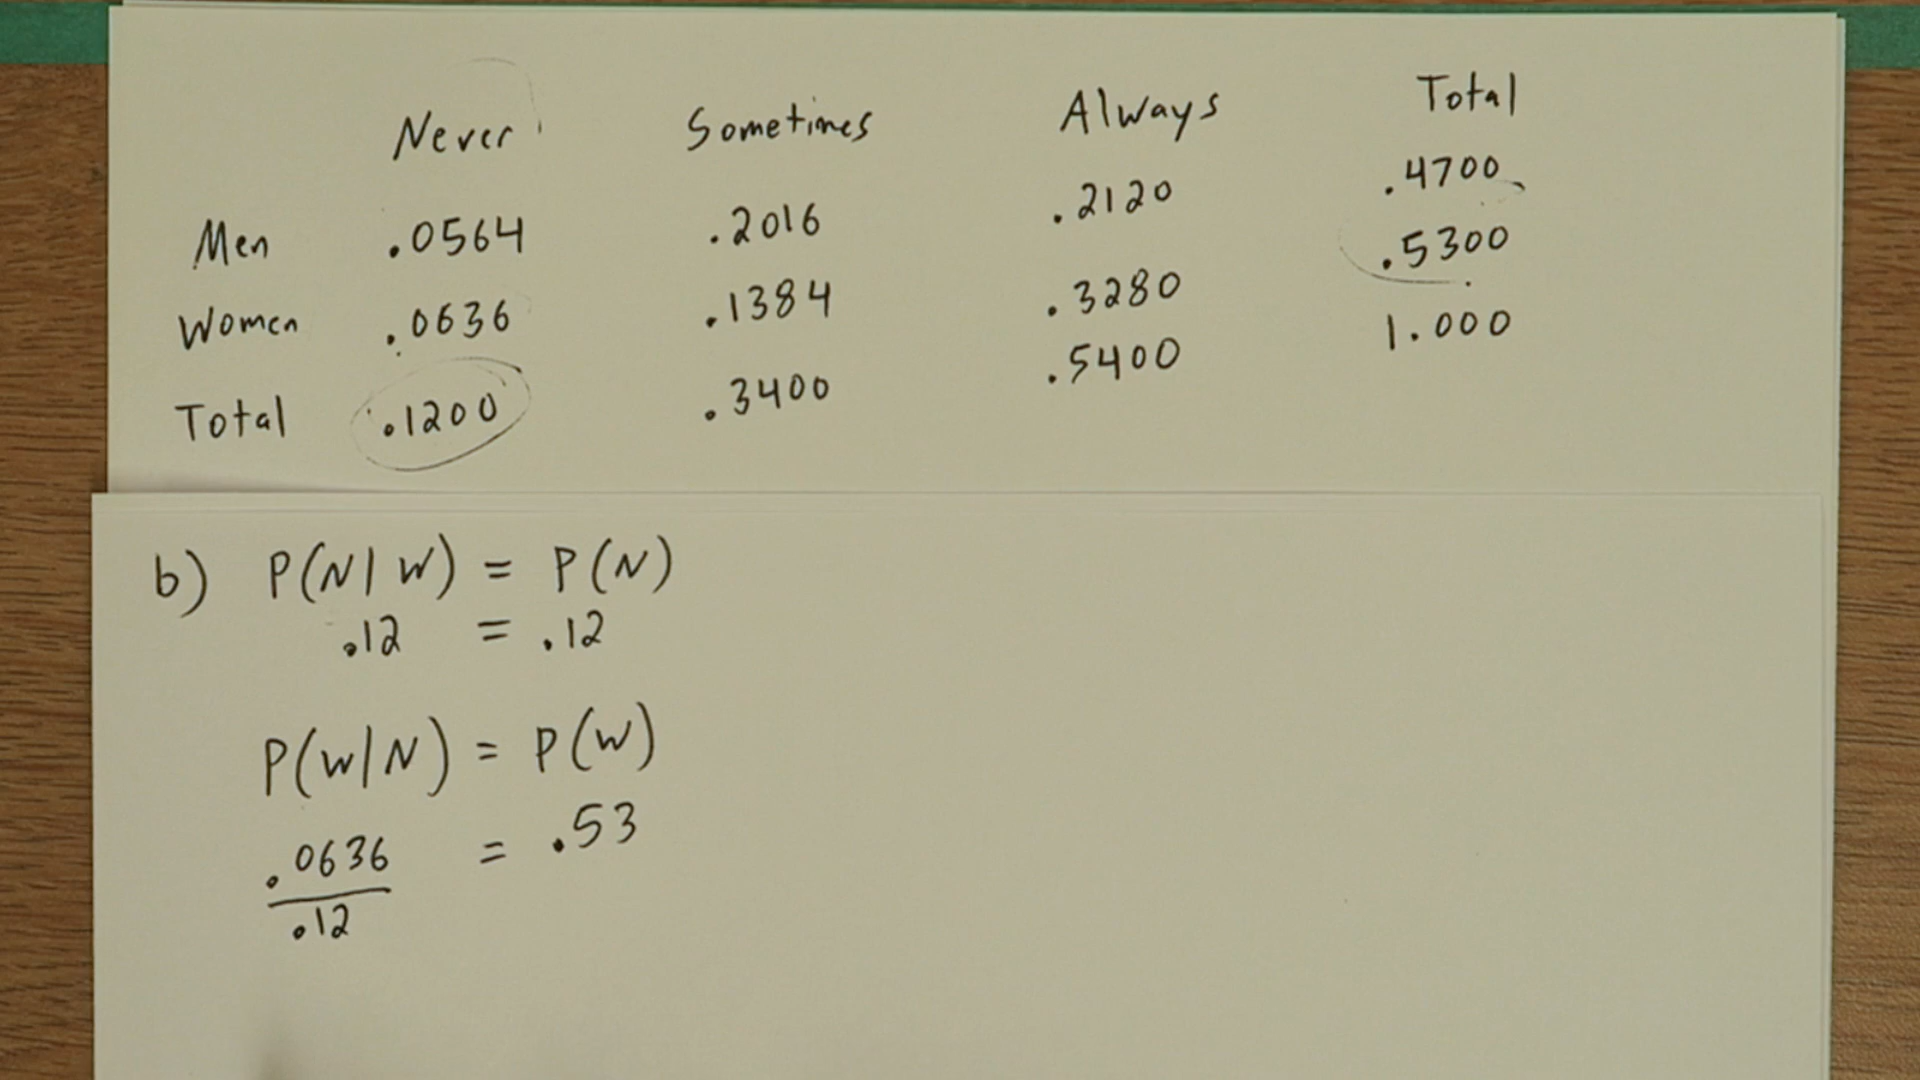 Never Sometimes Always Total
Men .0564 .2016 .2120 .4700
Women .0636 .1384 .3280 .5300
Total .1200 .3400 .5400 1.000
b) P(N|W) = P(N)
.12 = .12
P(W|N) = P(W)
.0636 / .12 = .53